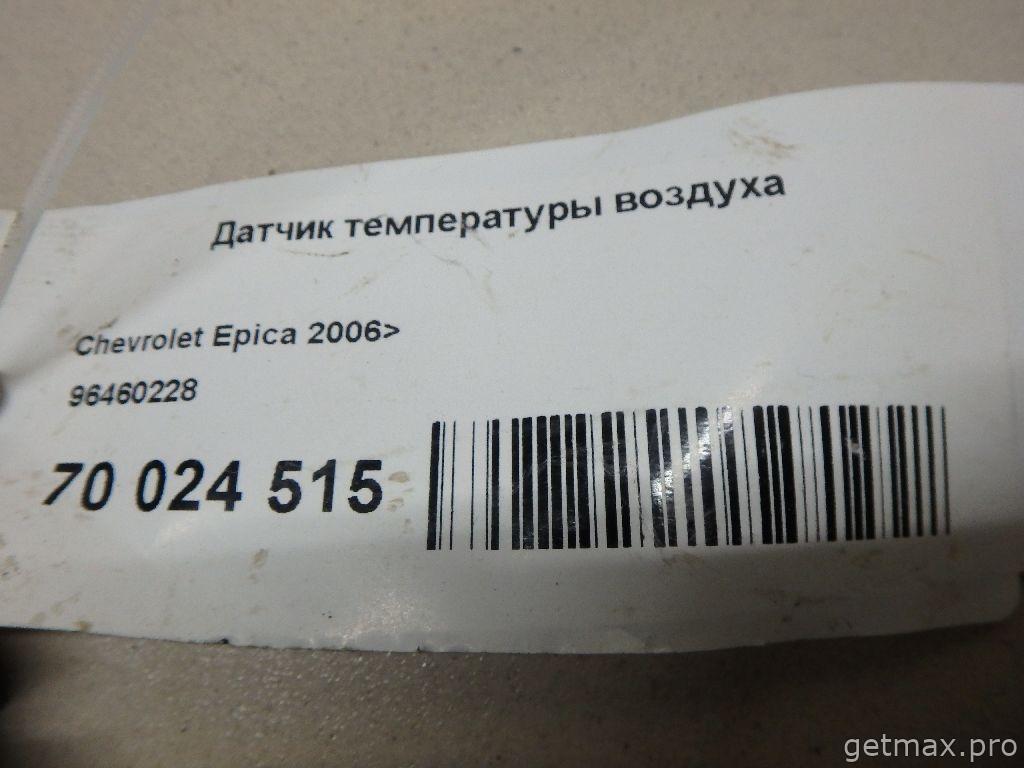 Датчик температуры воздуха
Chevrolet Epica 2006>
96460228
70 024 515
getmax.pro